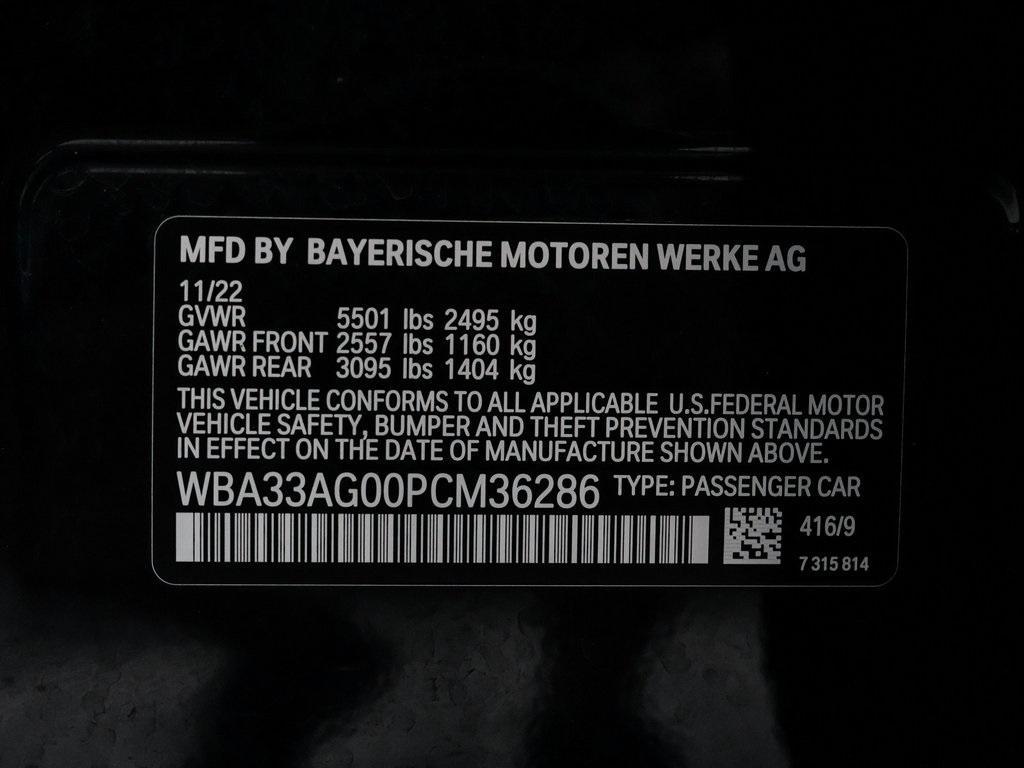 MFD BY BAYERISCHE MOTOREN WERKE AG
11/22
GVWR 5501 lbs 2495 kg
GAWR FRONT 2557 lbs 1160 kg
GAWR REAR 3095 lbs 1404 kg
THIS VEHICLE CONFORMS TO ALL APPLICABLE U.S.FEDERAL MOTOR
VEHICLE SAFETY, BUMPER AND THEFT PREVENTION STANDARDS
IN EFFECT ON THE DATE OF MANUFACTURE SHOWN ABOVE.
WBA33AG00PCM36286 TYPE: PASSENGER CAR
416/9
7 315 814